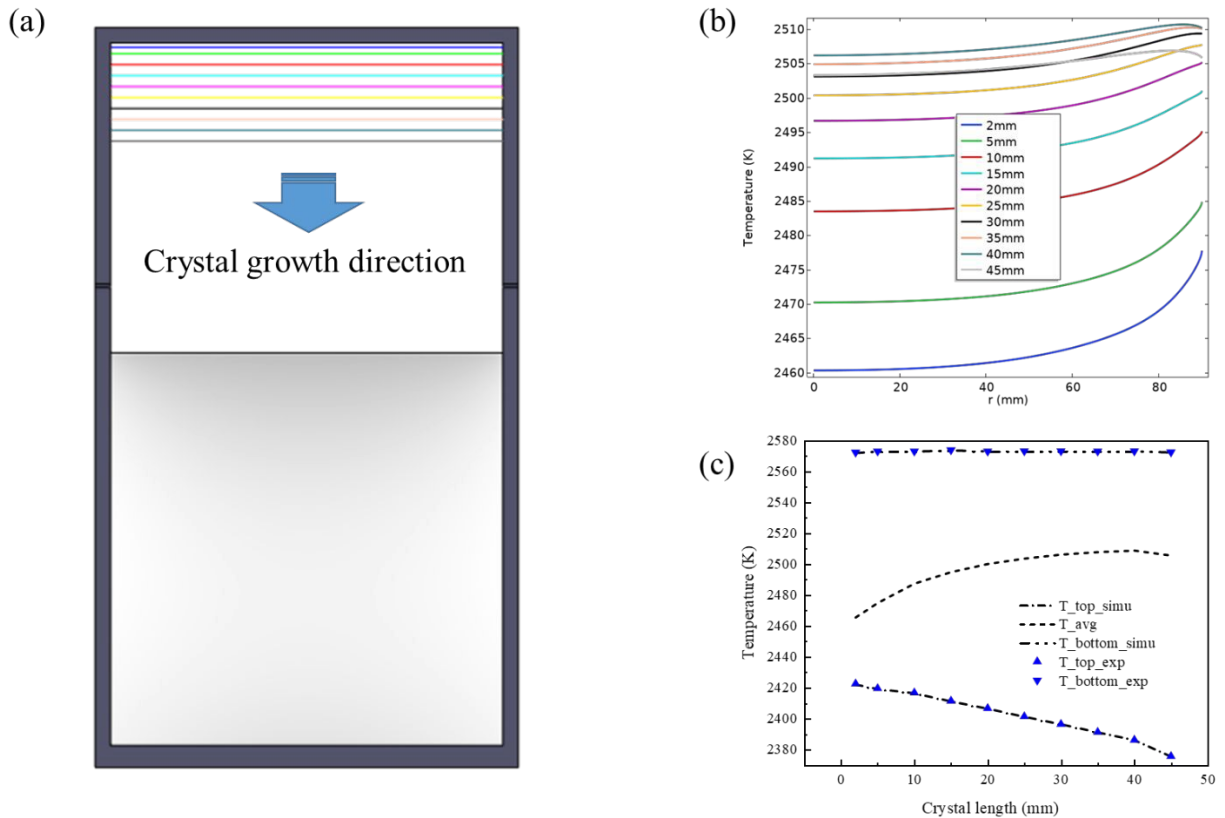 (a)
Crystal growth direction
(b)
2510
2505
2500
2495
2490
2485
2480
2475
2470
2465
2460
Temperature (K)
2mm
5mm
10mm
15mm
20mm
25mm
30mm
35mm
40mm
45mm
0
20
40
60
80
r (mm)
(c)
2580
2560
2540
2520
2500
2480
2460
2440
2420
2400
2380
Temperature (K)
T_top_simu
T_avg
T_bottom_simu
T_top_exp
T_bottom_exp
0
10
20
30
40
50
Crystal length (mm)